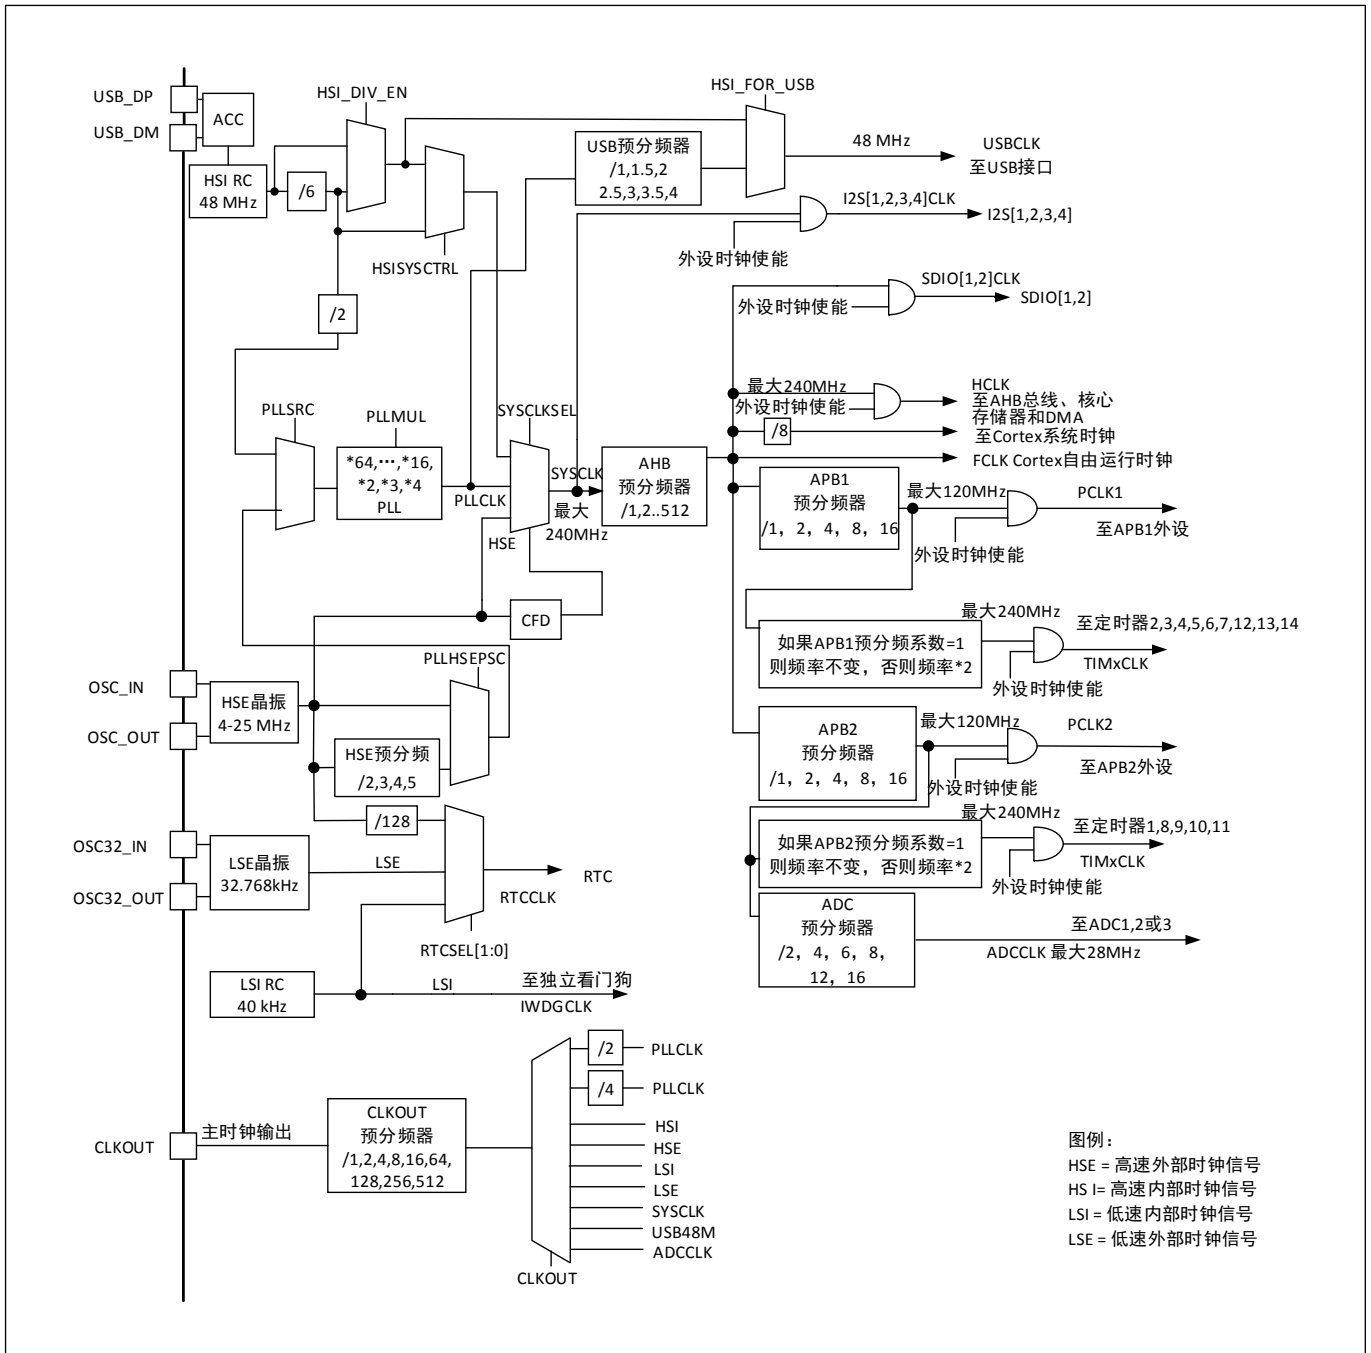 USB_DP
USB_DM
ACC
HSI RC
48 MHz
/6
HSI_DIV_EN
HSISYSCTRL
/2
HSI_FOR_USB
USB预分频器
/1,1.5,2
2.5,3,3.5,4
48 MHz
USBCLK
至USB接口
I2S[1,2,3,4]CLK
I2S[1,2,3,4]
外设时钟使能
SDIO[1,2]CLK
SDIO[1,2]
外设时钟使能
最大240MHz
外设时钟使能
HCLK
至AHB总线、核心
存储器和DMA
/8
至Cortex系统时钟
FCLK Cortex自由运行时钟
PLLSRC
PLLMUL
*64,…,*16,
*2,*3,*4
PLL
PLLCLK
SYSCLKSEL
HSE
SYSCLK
最大
240MHz
AHB
预分频器
/1,2..512
CFD
APB1
预分频器
/1，2，4，8，16
最大120MHz
PCLK1
至APB1外设
外设时钟使能
如果APB1预分频系数=1
则频率不变，否则频率*2
最大240MHz
至定时器2,3,4,5,6,7,12,13,14
TIMxCLK
外设时钟使能
APB2
预分频器
/1，2，4，8，16
最大120MHz
PCLK2
至APB2外设
外设时钟使能
如果APB2预分频系数=1
则频率不变，否则频率*2
最大240MHz
至定时器1,8,9,10,11
TIMxCLK
外设时钟使能
ADC
预分频器
/2，4，6，8，
12，16
至ADC1,2或3
ADCCLK 最大28MHz
OSC_IN
OSC_OUT
HSE晶振
4-25 MHz
PLLHSEPSC
HSE预分频
/2,3,4,5
/128
OSC32_IN
OSC32_OUT
LSE晶振
32.768kHz
LSE
RTC
RTCCLK
RTCSEL[1:0]
LSI RC
40 kHz
LSI
至独立看门狗
IWDGCLK
CLKOUT
主时钟输出
CLKOUT
预分频器
/1,2,4,8,16,64,
128,256,512
/2
PLLCLK
/4
PLLCLK
HSI
HSE
LSI
LSE
SYSCLK
USB48M
ADCCLK
CLKOUT
图例：
HSE = 高速外部时钟信号
HS I= 高速内部时钟信号
LSI = 低速内部时钟信号
LSE = 低速外部时钟信号